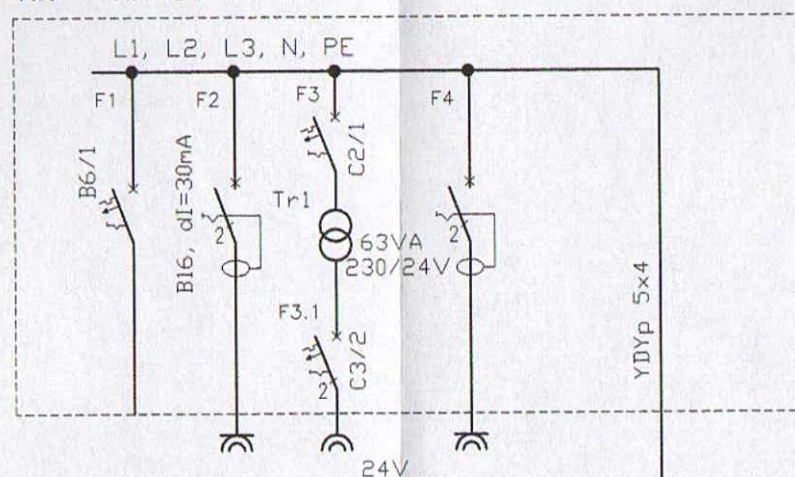 L1, L2, L3, N, PE
F1
F2
F3
F4
B6/1
B16, dI=30mA
C2/1
Tr1
63VA
230/24V
2
2
F3.1
C3/2
2
YDYp 5x4
24V